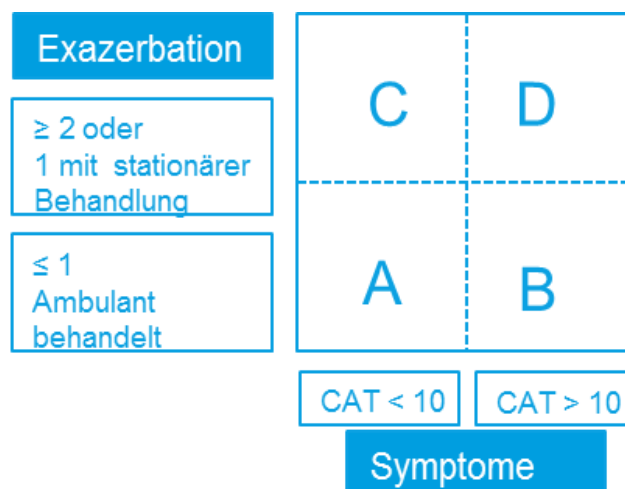 Exazerbation
≥ 2 oder
1 mit stationärer
Behandlung
≤ 1
Ambulant
behandelt
C D
A B
CAT < 10 CAT > 10
Symptome